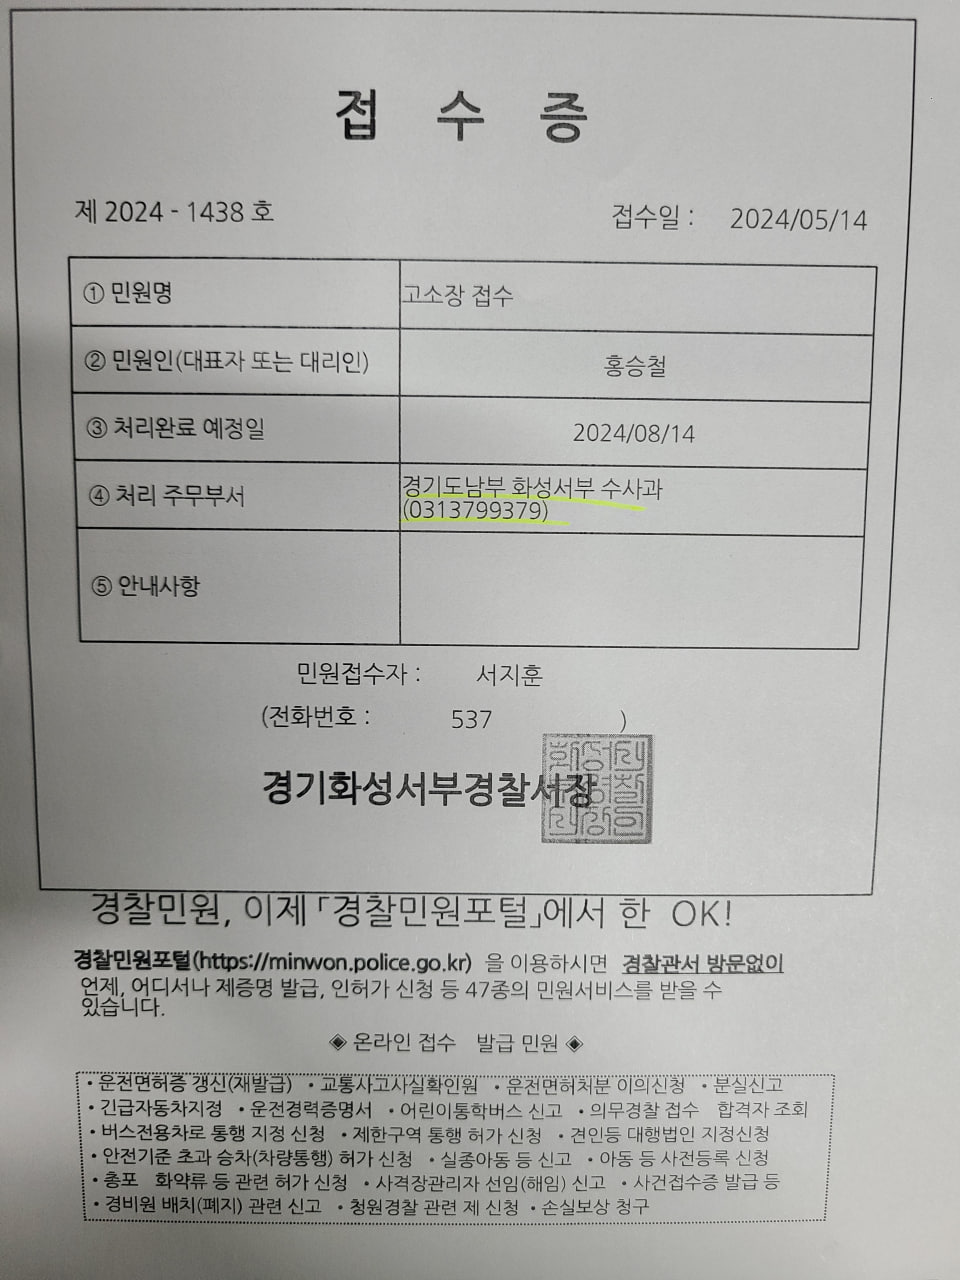 접 수 증
제 2024 - 1438 호
접수일 : 2024/05/14
① 민원명 고소장 접수
② 민원인(대표자 또는 대리인) 홍승철
③ 처리완료 예정일 2024/08/14
④ 처리 주무부서 경기도남부 화성서부 수사과
(0313799379)
⑤ 안내사항
민원접수자 : 서지훈
(전화번호 : 537 )
경기화성서부경찰서장
경찰민원, 이제 「경찰민원포털」에서 한 OK!
경찰민원포털(https://minwon.police.go.kr) 을 이용하시면 경찰관서 방문없이
언제, 어디서나 제증명 발급, 인허가 신청 등 47종의 민원서비스를 받을 수
있습니다.
◈ 온라인 접수 발급 민원 ◈
• 운전면허증 갱신(재발급) • 교통사고사실확인원 • 운전면허처분 이의신청 • 분실신고
• 긴급자동차지정 • 운전경력증명서 • 어린이통학버스 신고 • 의무경찰 접수 합격자 조회
• 버스전용차로 통행 지정 신청 • 제한구역 통행 허가 신청 • 견인등 대행법인 지정신청
• 안전기준 초과 승차(차량통행) 허가 신청 • 실종아동 등 신고 • 아동 등 사전등록 신청
• 총포 화약류 등 관련 허가 신청 • 사격장관리자 선임(해임) 신고 • 사건접수증 발급 등
• 경비원 배치(폐지) 관련 신고 • 청원경찰 관련 제 신청 • 손실보상 청구